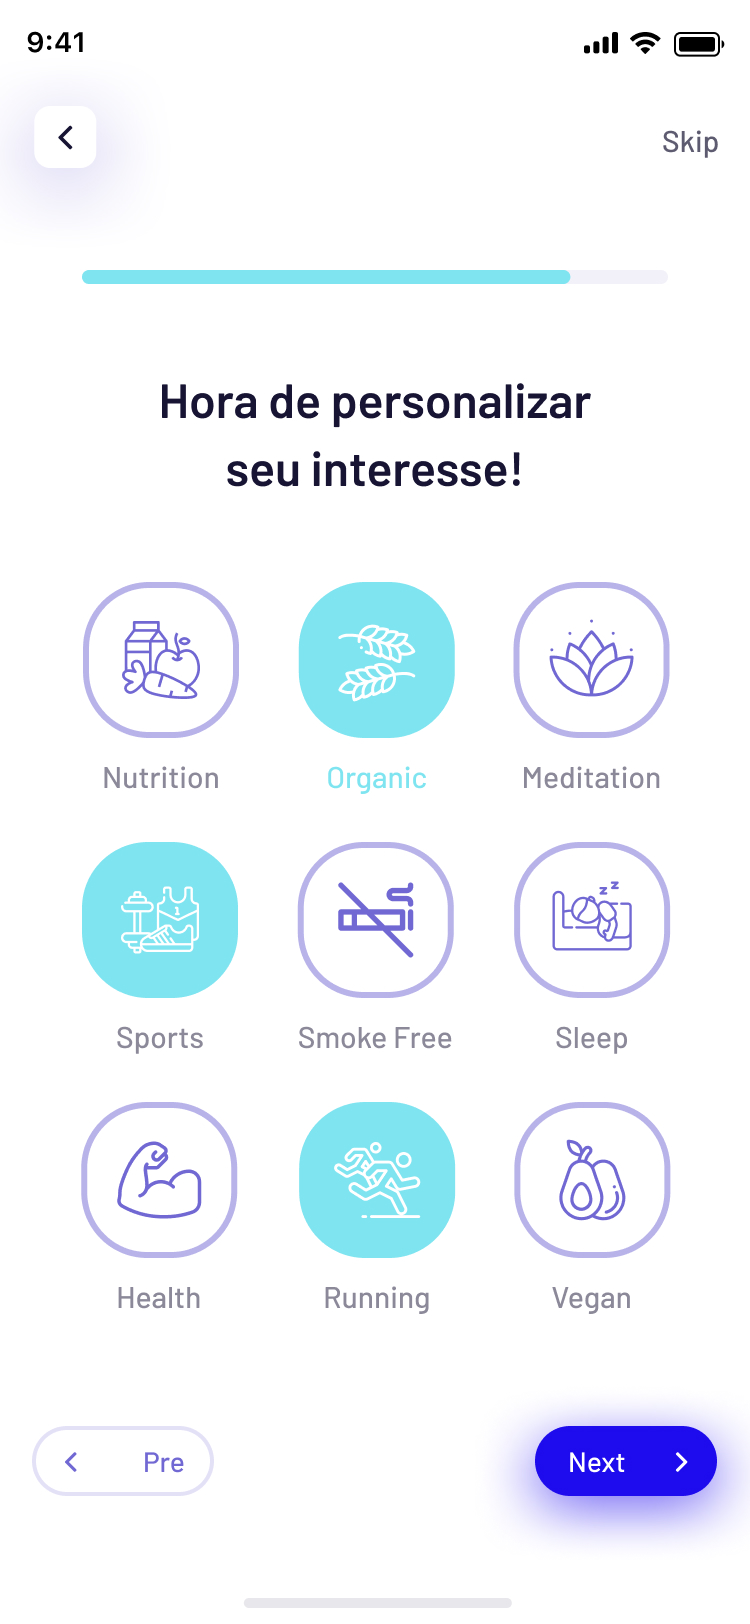 9:41
Skip
Hora de personalizar
seu interesse!
Nutrition
Organic
Meditation
1
z z
Sports
Smoke Free
Sleep
Health
Running
Vegan
Pre
Next